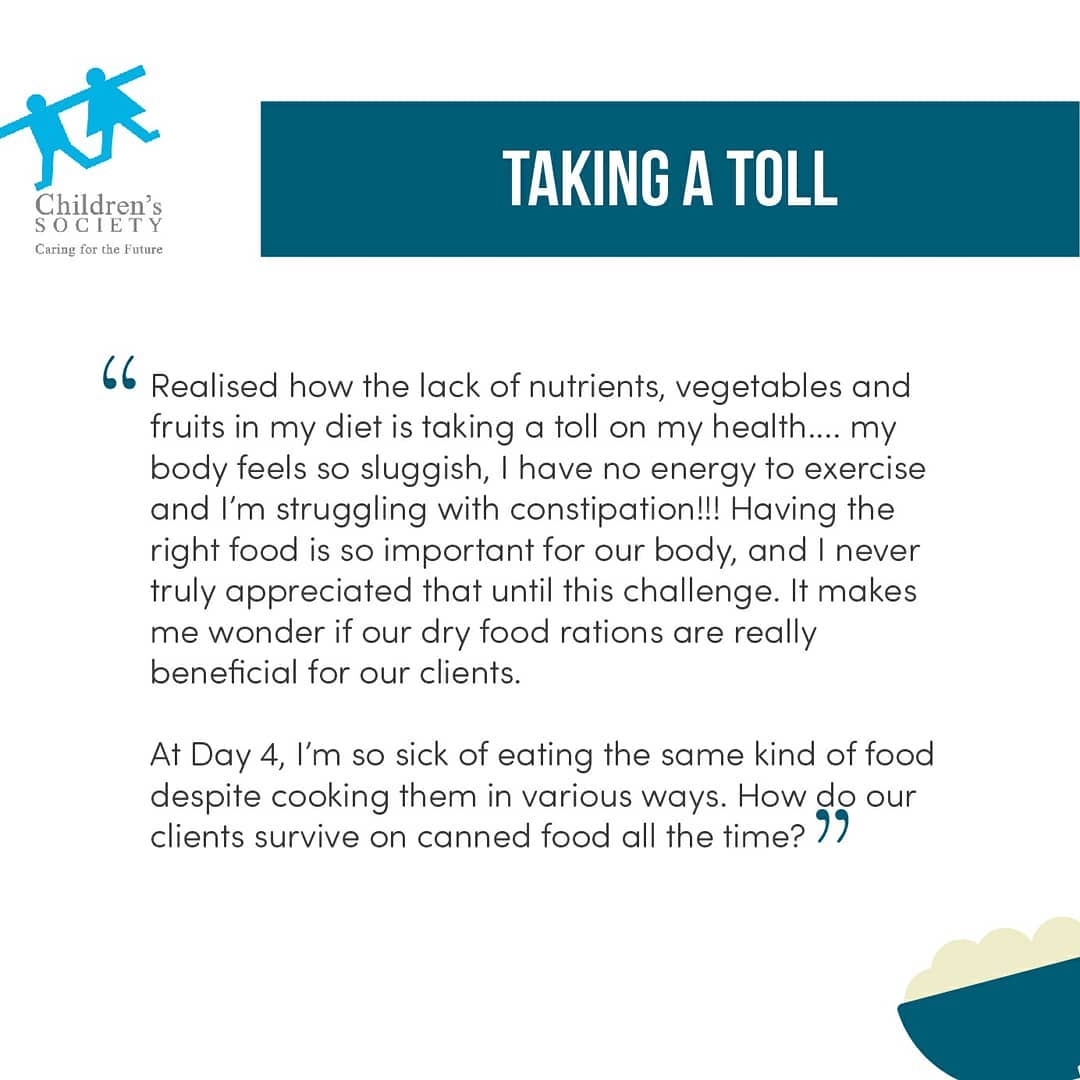 Children's
SOCIETY
Caring for the Future
TAKING A TOLL
“ Realised how the lack of nutrients, vegetables and
fruits in my diet is taking a toll on my health.... my
body feels so sluggish, I have no energy to exercise
and I’m struggling with constipation!!! Having the
right food is so important for our body, and I never
truly appreciated that until this challenge. It makes
me wonder if our dry food rations are really
beneficial for our clients.
At Day 4, I’m so sick of eating the same kind of food
despite cooking them in various ways. How do our
clients survive on canned food all the time? ”